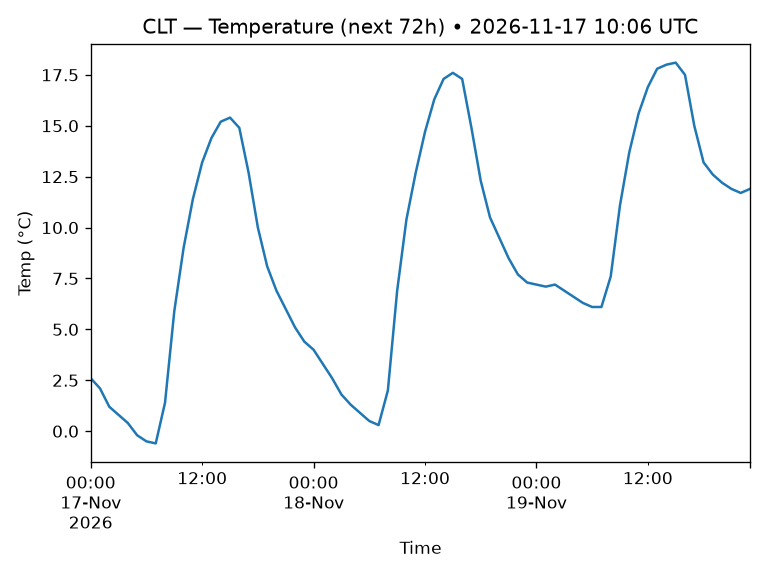 CLT — Temperature (next 72h) • 2026-11-17 10:06 UTC
17.5
15.0
12.5
10.0
7.5
5.0
2.5
0.0
Temp (°C)
00:00 12:00 00:00 12:00 00:00 12:00
17-Nov 18-Nov 19-Nov
2026
Time